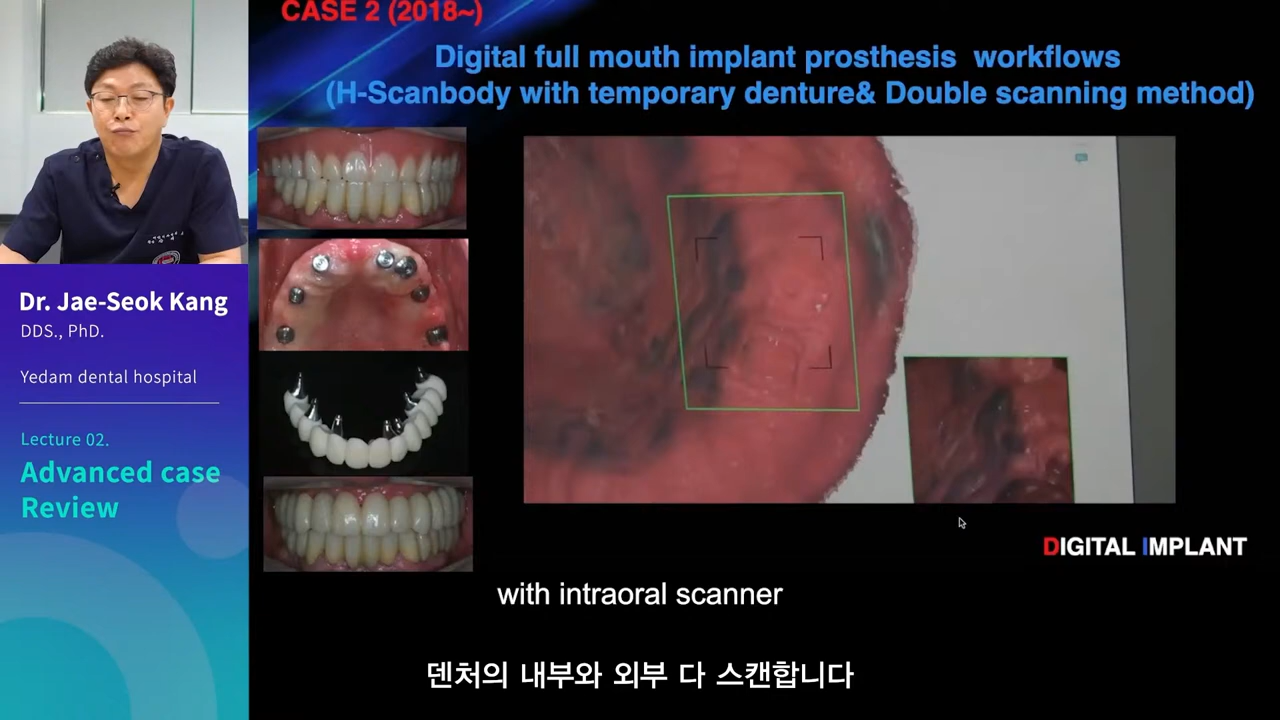 CASE 2 (2018~)
Digital full mouth implant prosthesis workflows
(H-Scanbody with temporary denture& Double scanning method)
Dr. Jae-Seok Kang
DDS., PhD.
Yedam dental hospital
Lecture 02.
Advanced case
Review
DIGITAL IMPLANT
with intraoral scanner
덴처의 내부와 외부 다 스캔합니다